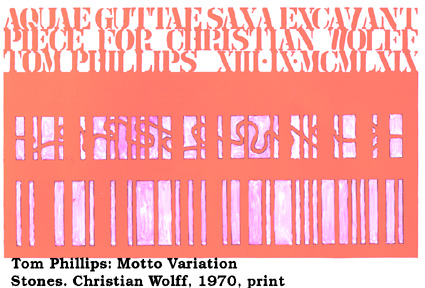 AQUAE GUTTAE SAXA EXCAVANT
PIECE FOR CHRISTIAN WOLFF
TOM PHILLIPS XIII·IX·MCMLXIX
Tom Phillips: Motto Variation
Stones. Christian Wolff, 1970, print